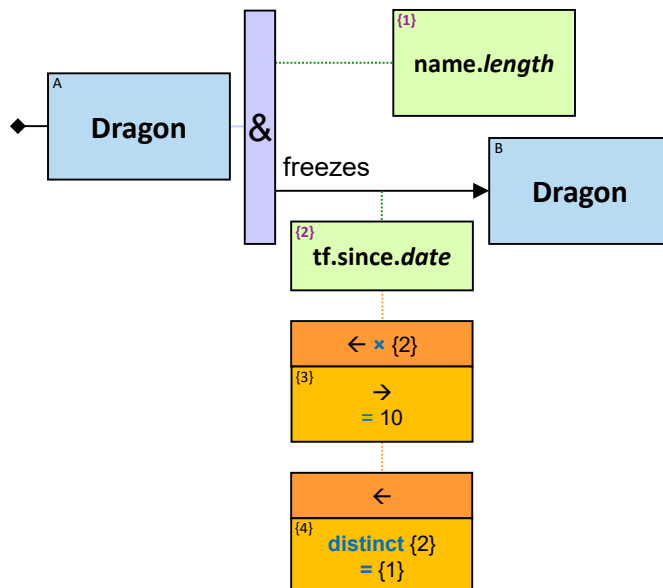 {1}
name.length
A
Dragon
&
freezes
B
Dragon
{2}
tf.since.date
← × {2}
{3}
→
= 10
←
{4}
distinct {2}
= {1}